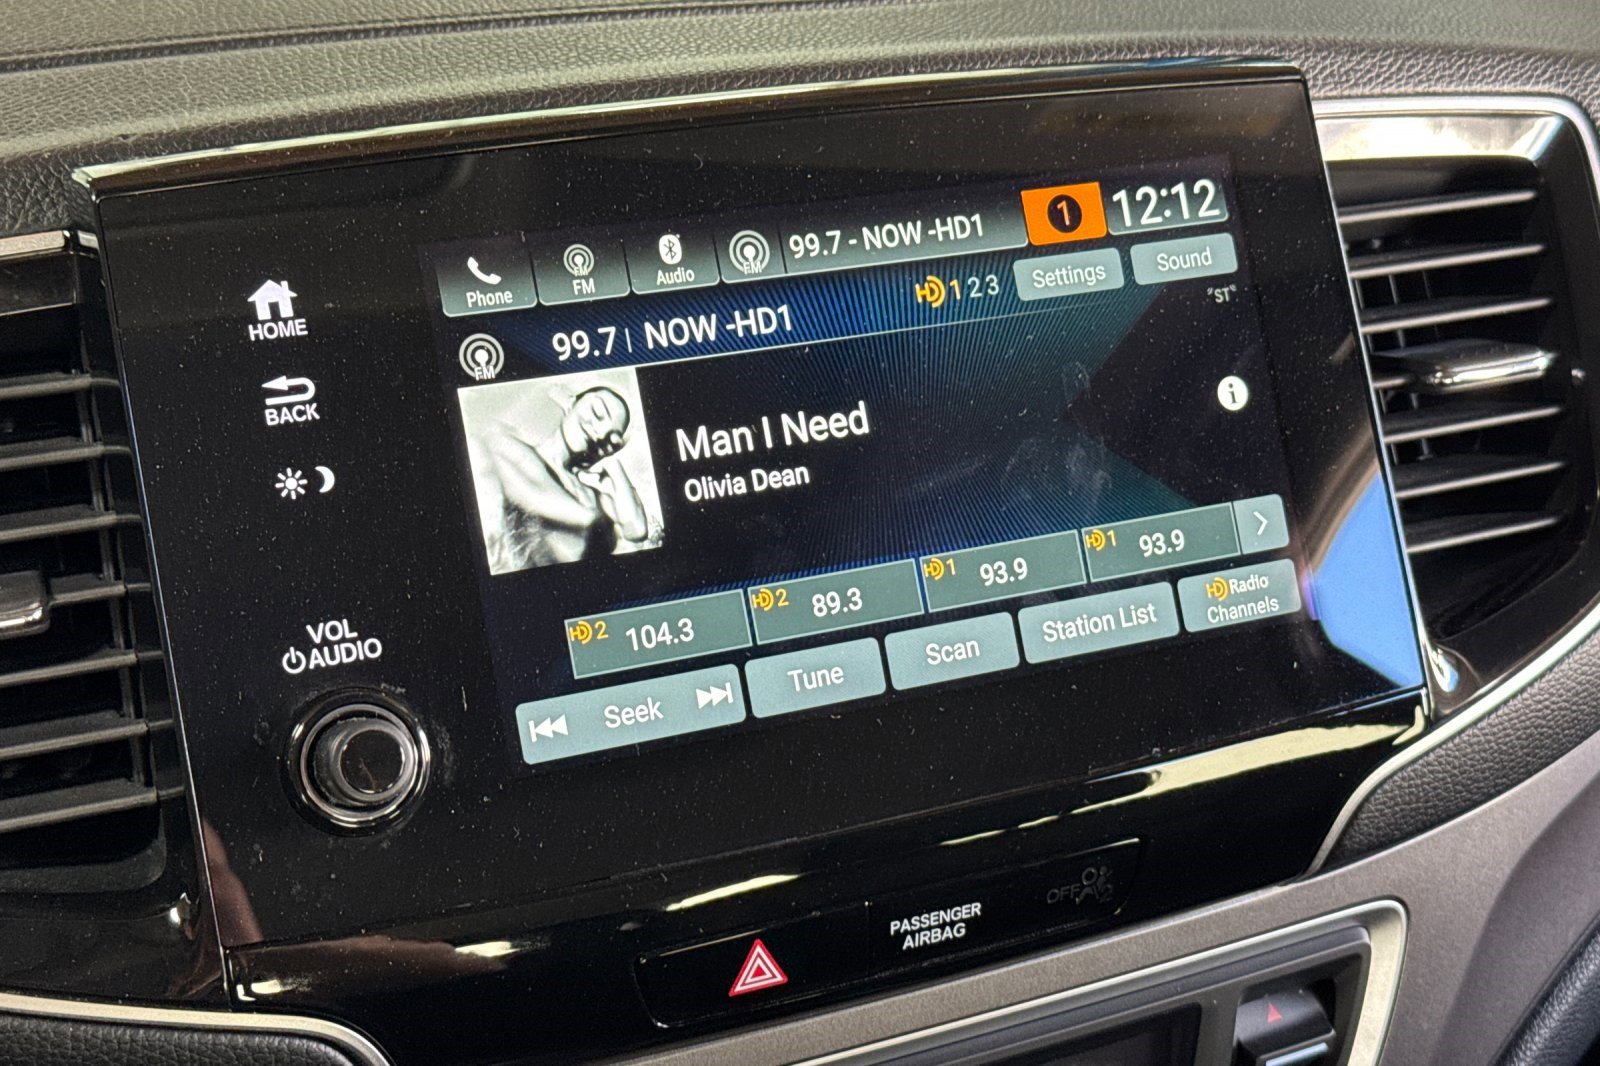 HOME
BACK
VOL
AUDIO
Phone
FM
FM
Audio
FM
99.7 - NOW -HD1
1
12:12
FM
99.7 | NOW -HD1
HD 1 2 3
Settings
Sound
"ST"
Man I Need
Olivia Dean
i
HD 2 104.3
HD 2 89.3
HD 1 93.9
HD 1 93.9
Seek
Tune
Scan
Station List
HD Radio
Channels
PASSENGER
AIRBAG
OFF